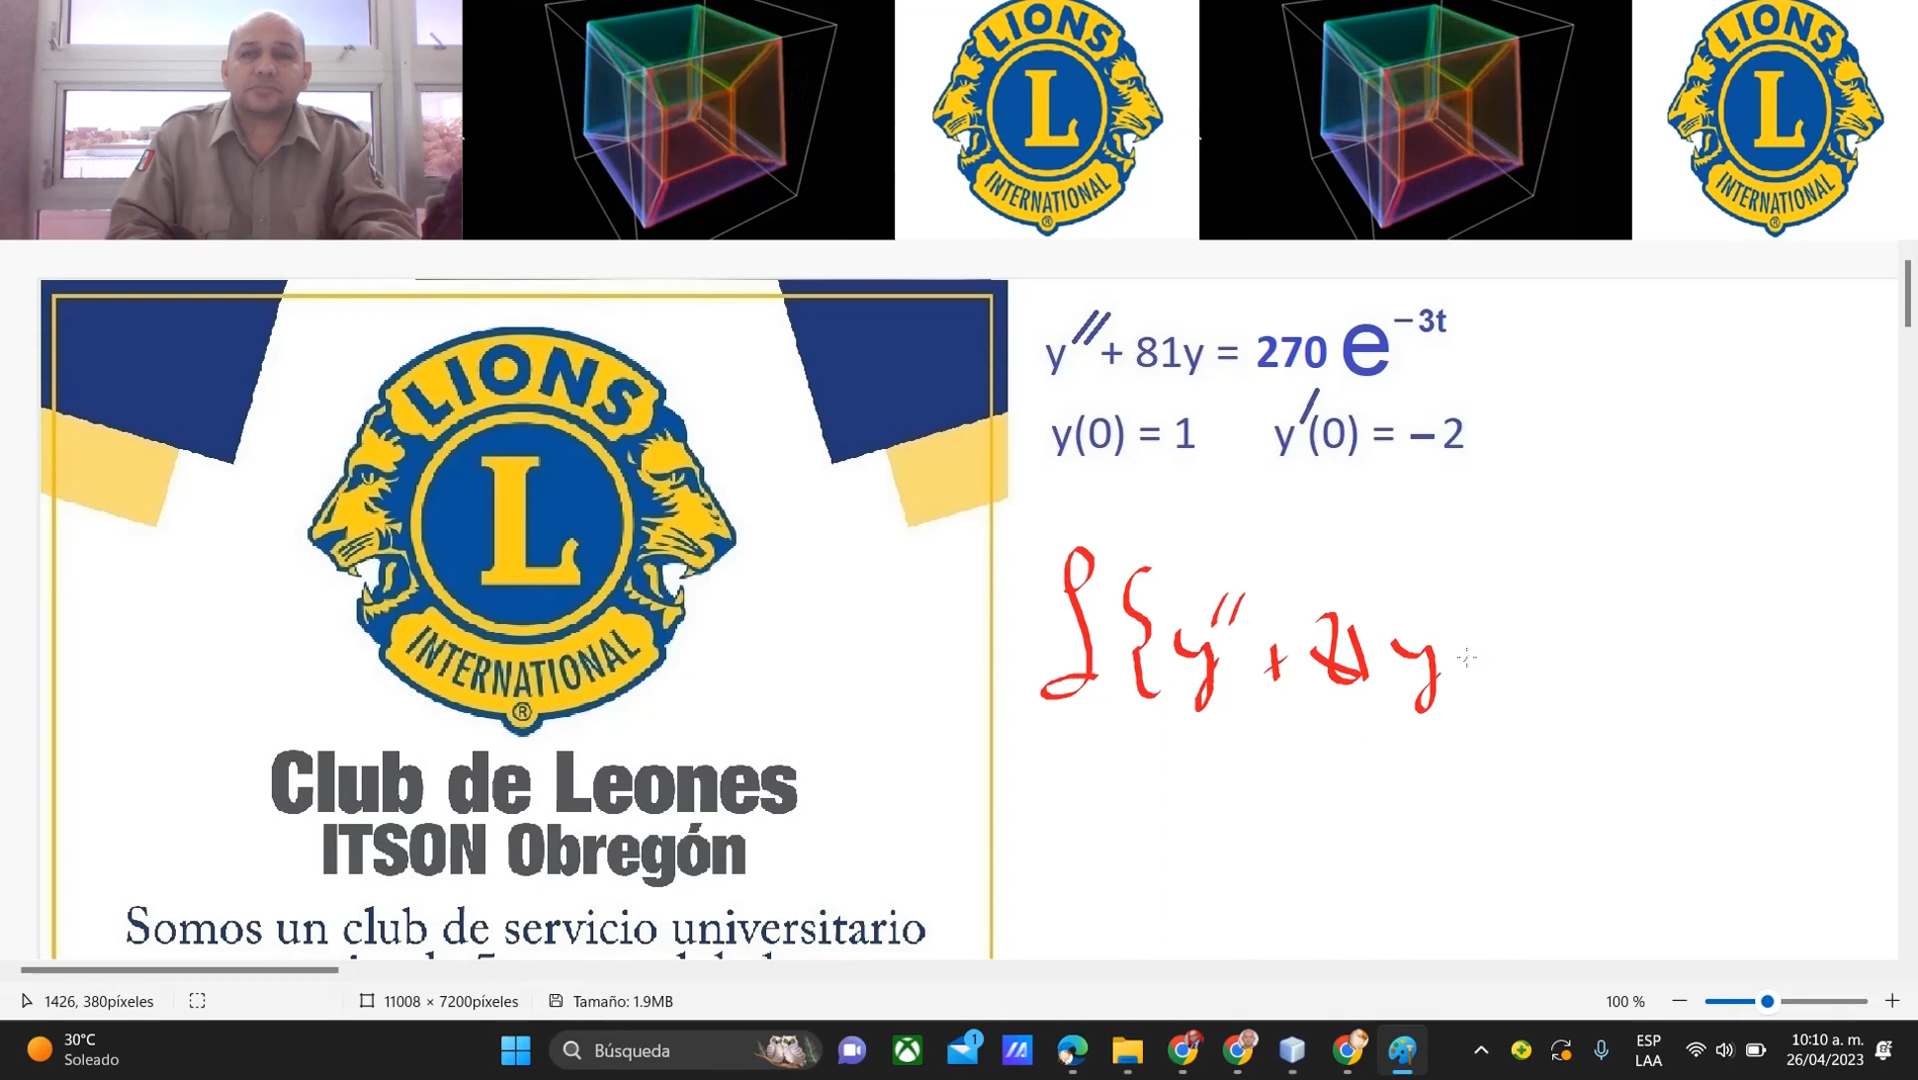 LIONS
L
INTERNATIONAL
®
LIONS
L
INTERNATIONAL
®
LIONS
L
INTERNATIONAL
®
Club de Leones
ITSON Obregón
Somos un club de servicio universitario
y// + 81y = 270 e^−3t
y(0) = 1 y/(0) = −2
ℒ{y'' + 81y
1426, 380píxeles
11008 × 7200píxeles
Tamaño: 1.9MB
100 %
30°C
Soleado
Búsqueda
1
ESP
LAA
10:10 a. m.
26/04/2023